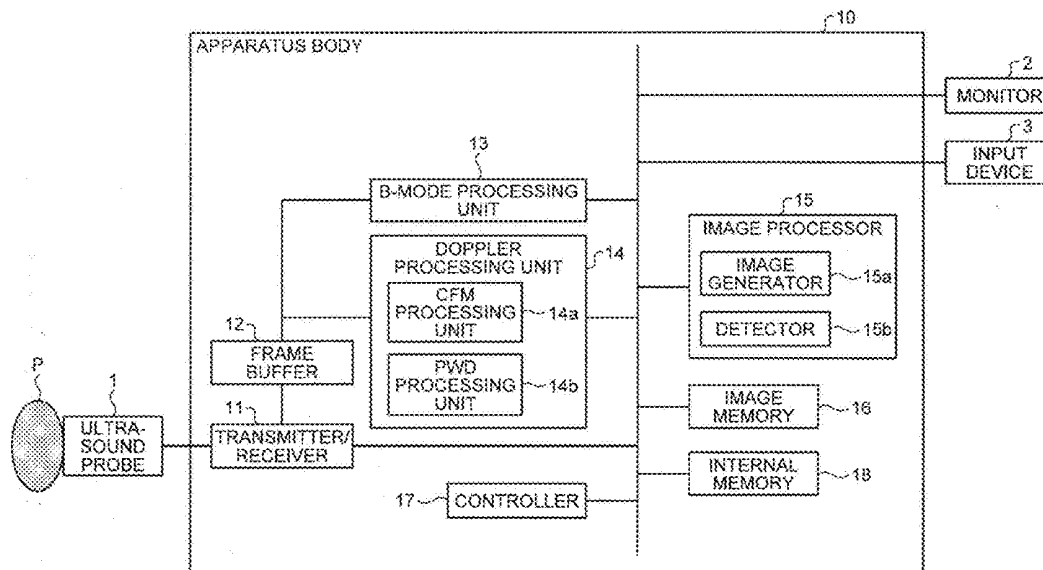 10
APPARATUS BODY
2
MONITOR
3
INPUT
DEVICE
13
B-MODE PROCESSING
UNIT
15
IMAGE PROCESSOR
IMAGE
GENERATOR
15a
DETECTOR
15b
DOPPLER
PROCESSING UNIT
14
CFM
PROCESSING
UNIT
14a
PWD
PROCESSING
UNIT
14b
12
FRAME
BUFFER
P
1
ULTRA-
SOUND
PROBE
11
TRANSMITTER/
RECEIVER
IMAGE
MEMORY
16
INTERNAL
MEMORY
18
17
CONTROLLER